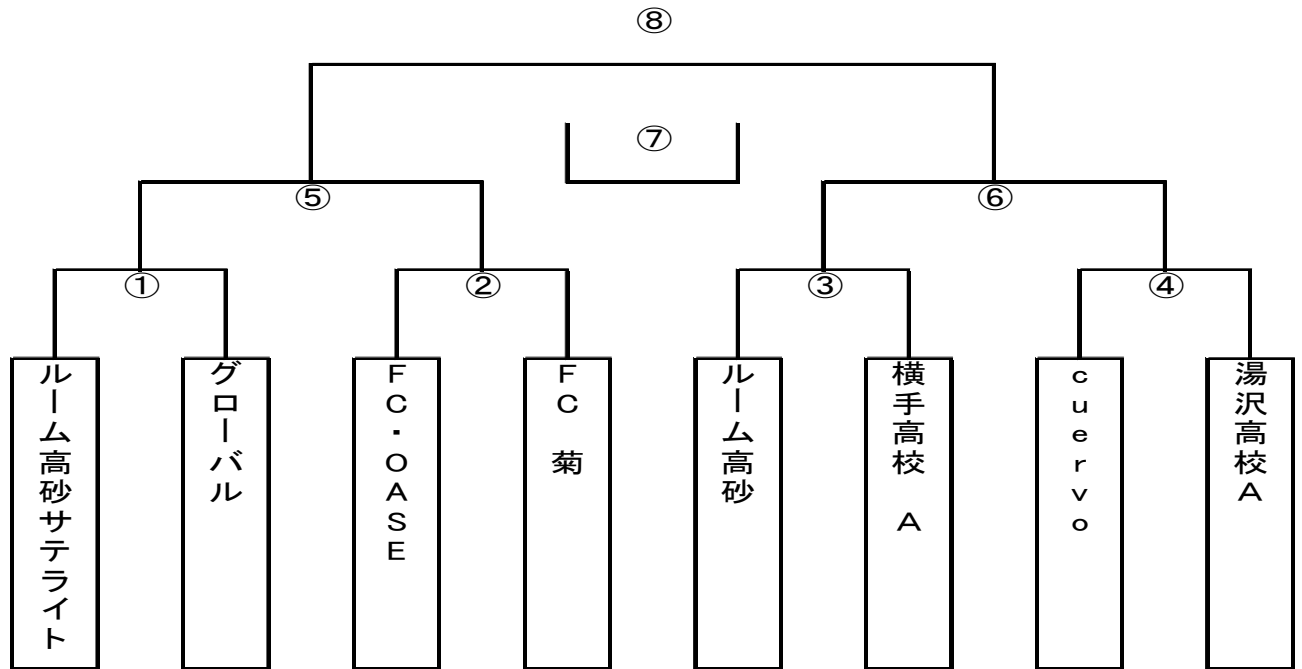 ⑧
⑦
⑤
⑥
①
②
③
④
ルーム高砂サテライト
グローバル
FC・OASE
FC 菊
ルーム高砂
横手高校 A
cuervo
湯沢高校A